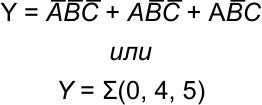 Y = A̅B̅C̅ + AB̅C̅ + AB̅C
или
Y = Σ(0, 4, 5)